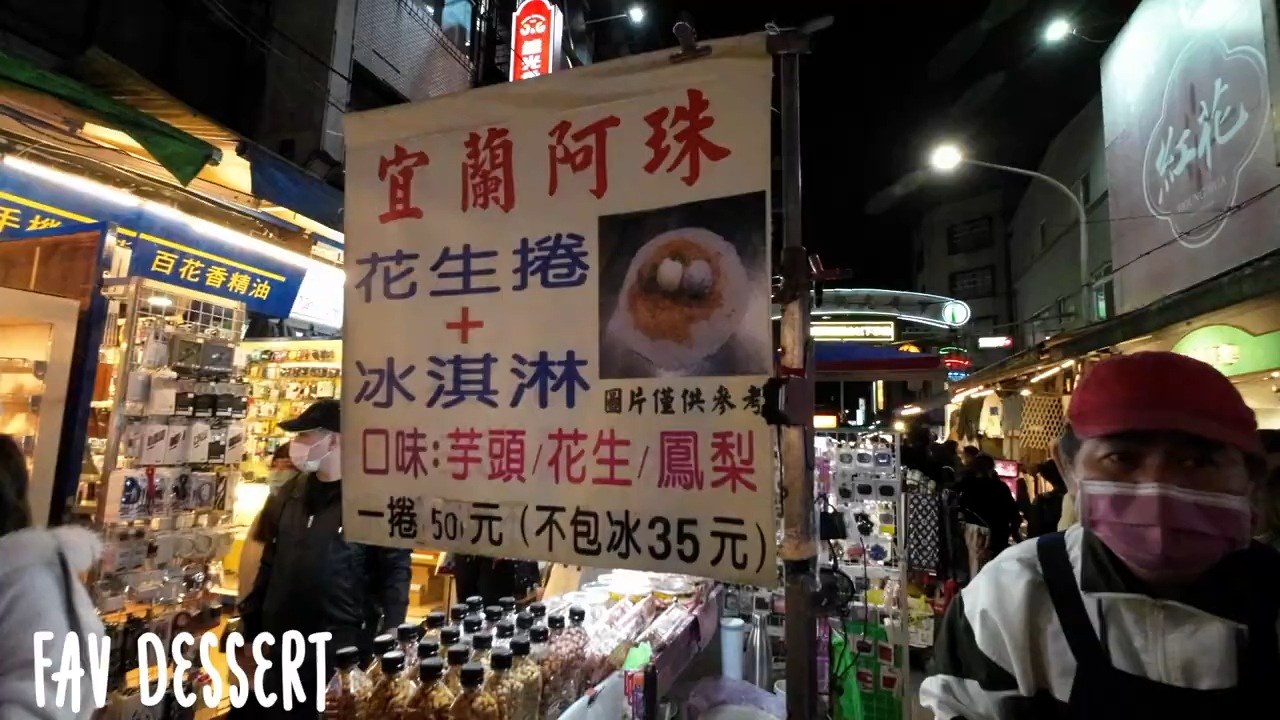 宜蘭阿珠
花生捲
+
冰淇淋
圖片僅供參考
口味:芋頭/花生/鳳梨
一捲50元(不包冰35元)
百花香精油
手機
紅花
FAV DESSERT